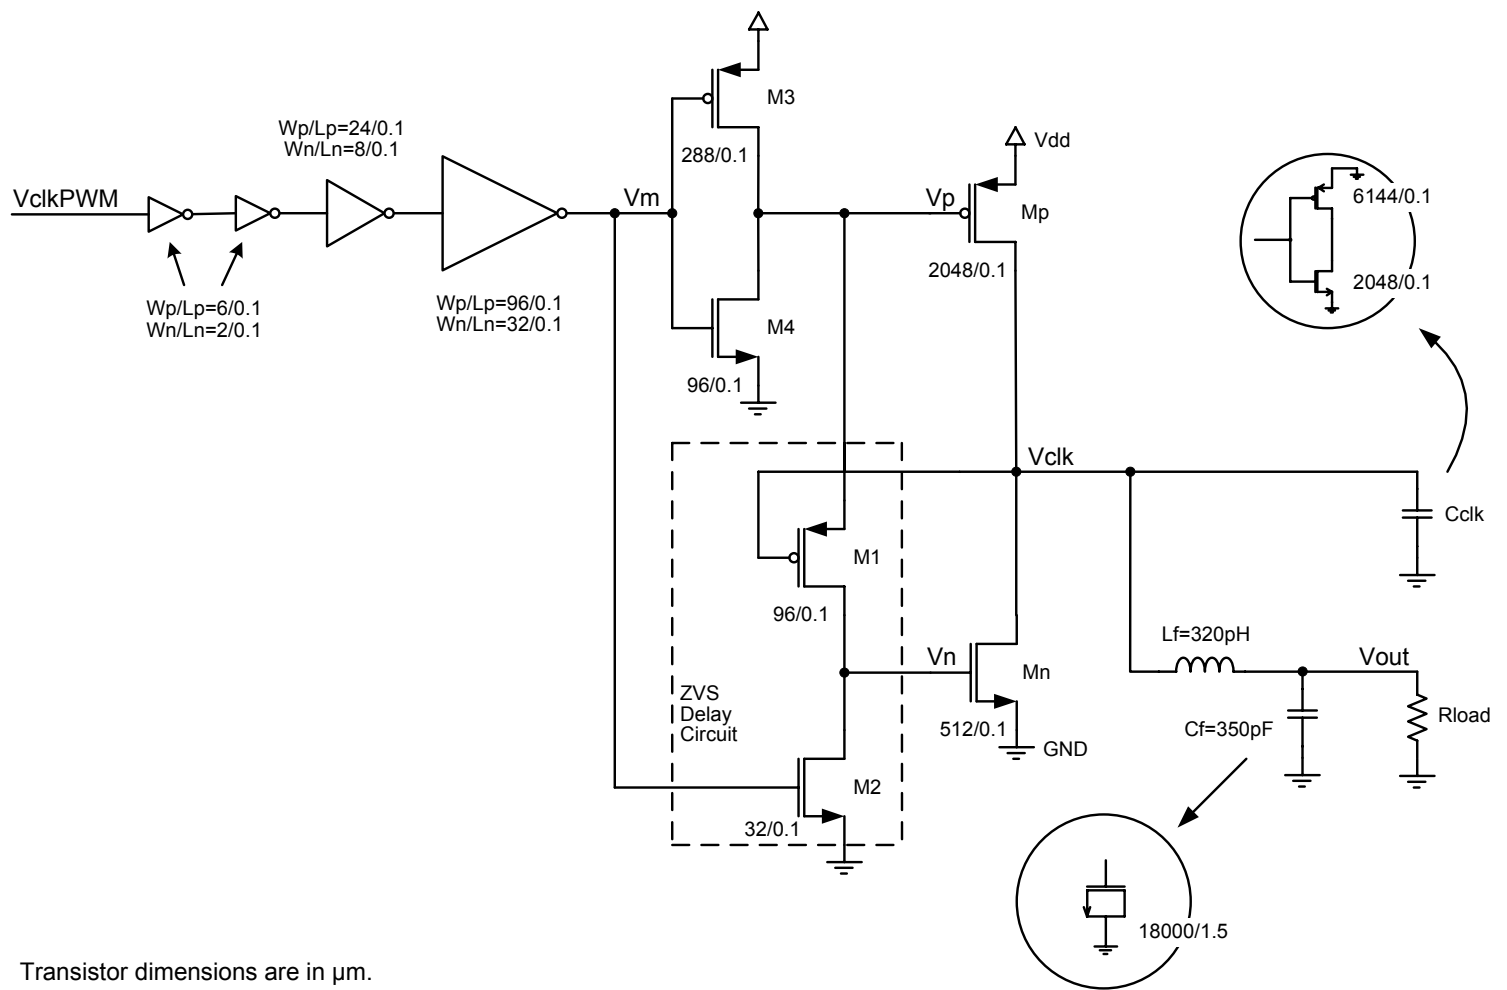 M3
Wp/Lp=24/0.1
Wn/Ln=8/0.1
288/0.1
Vdd
VclkPWM
Vm
Vp
Mp
6144/0.1
2048/0.1
2048/0.1
Wp/Lp=6/0.1
Wn/Ln=2/0.1
Wp/Lp=96/0.1
Wn/Ln=32/0.1
M4
96/0.1
Vclk
Cclk
M1
96/0.1
Lf=320pH
Vout
Vn
Mn
ZVS
Delay
Circuit
512/0.1
GND
Cf=350pF
Rload
M2
32/0.1
18000/1.5
Transistor dimensions are in µm.